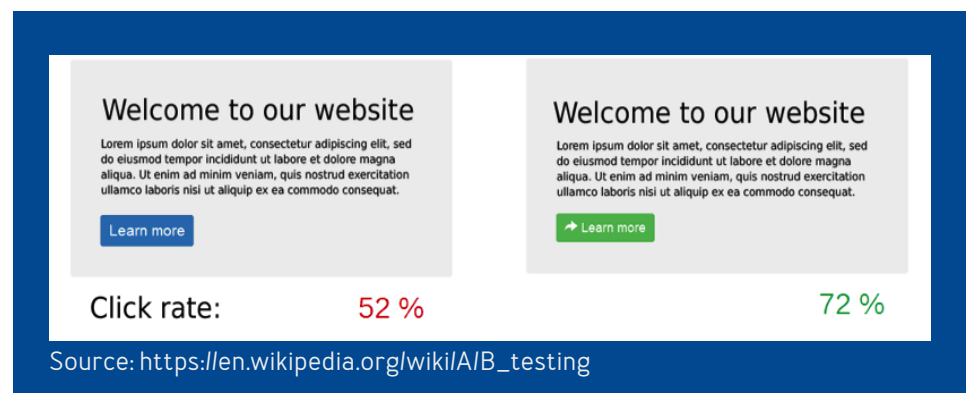 Welcome to our website
Lorem ipsum dolor sit amet, consectetur adipiscing elit, sed
do eiusmod tempor incididunt ut labore et dolore magna
aliqua. Ut enim ad minim veniam, quis nostrud exercitation
ullamco laboris nisi ut aliquip ex ea commodo consequat.
Learn more
Click rate:
52 %
Welcome to our website
Lorem ipsum dolor sit amet, consectetur adipiscing elit, sed
do eiusmod tempor incididunt ut labore et dolore magna
aliqua. Ut enim ad minim veniam, quis nostrud exercitation
ullamco laboris nisi ut aliquip ex ea commodo consequat.
Learn more
72 %
Source: https://en.wikipedia.org/wiki/A/B_testing